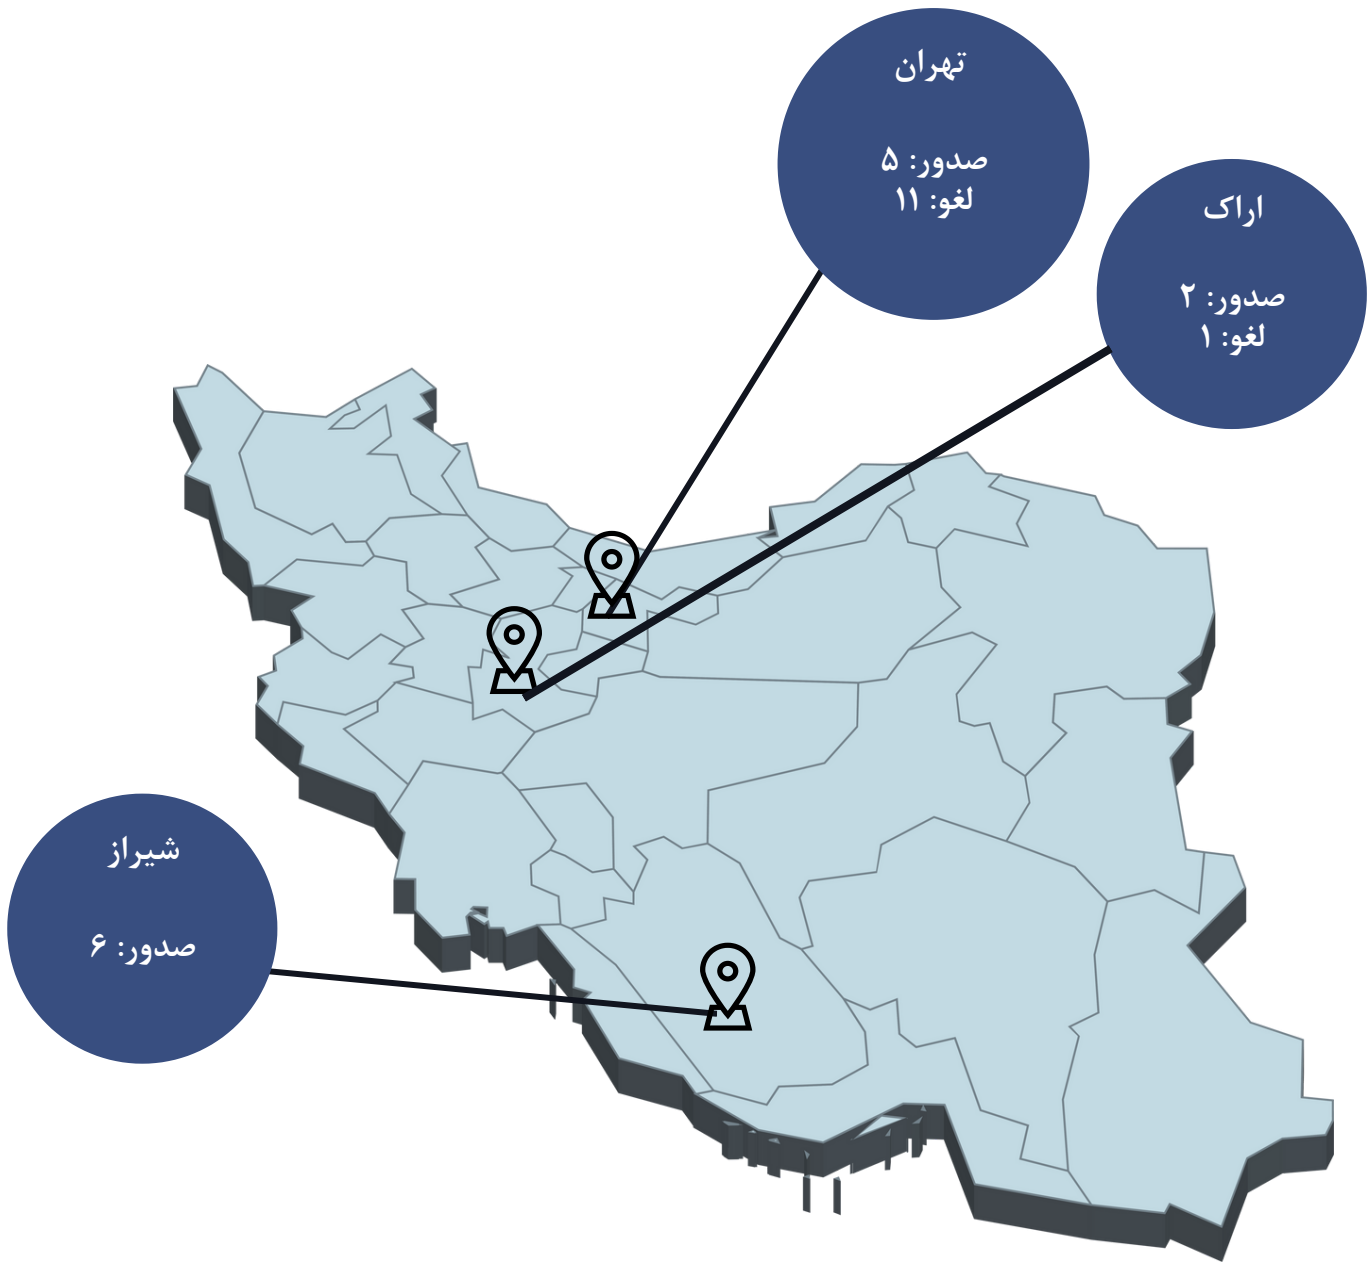 تهران
صدور: ۵
لغو: ۱۱
اراک
صدور: ۲
لغو: ۱
شیراز
صدور: ۶